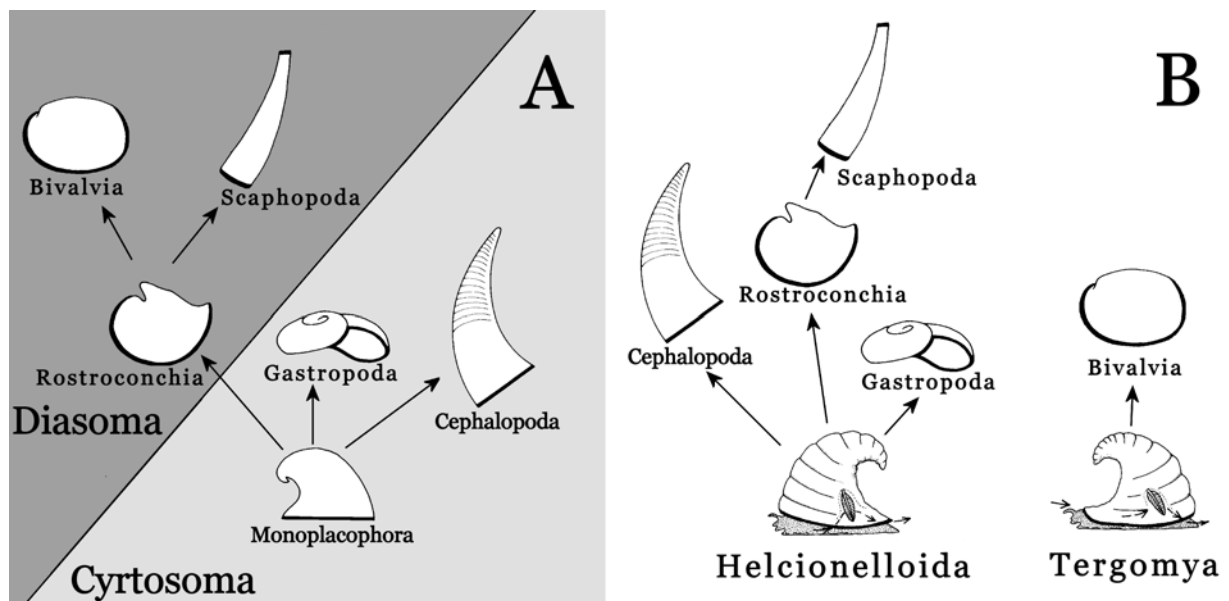 A
Bivalvia
Scaphopoda
Rostroconchia
Gastropoda
Cephalopoda
Diasoma
Monoplacophora
Cyrtosoma
B
Scaphopoda
Rostroconchia
Cephalopoda
Gastropoda
Bivalvia
Helcionelloida
Tergomya